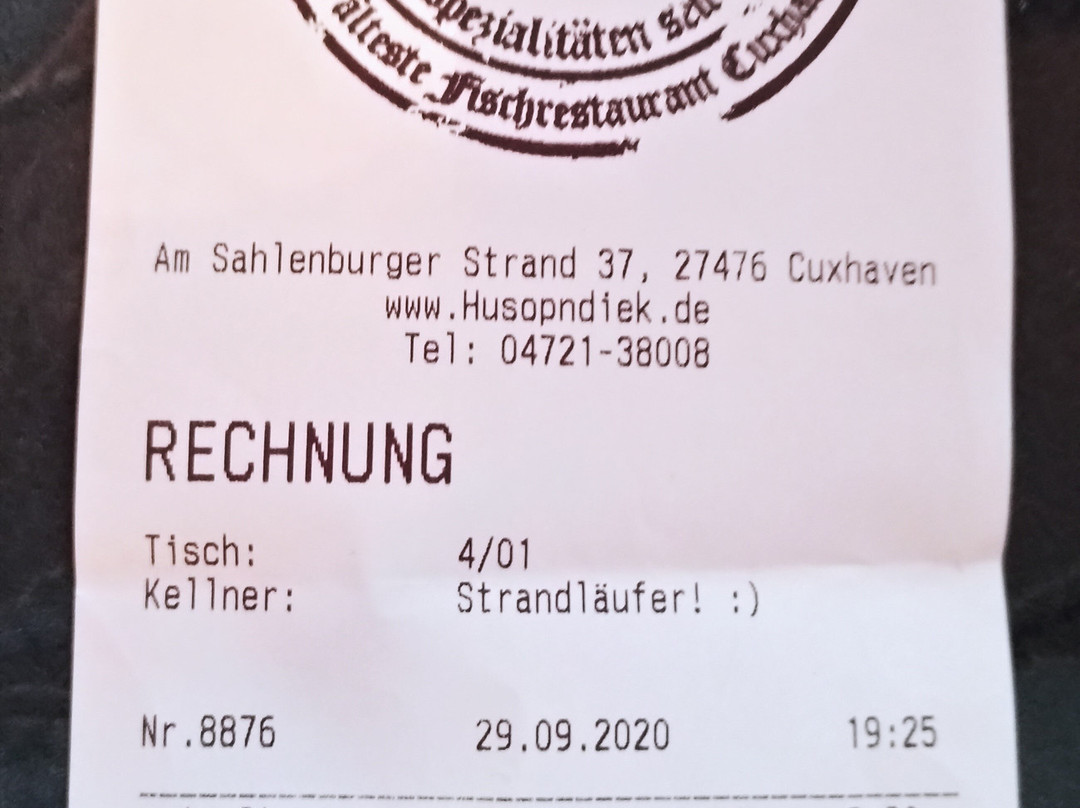 spezialitäten
älteste Fischrestaurant
Am Sahlenburger Strand 37, 27476 Cuxhaven
www.Husopndiek.de
Tel: 04721-38008
RECHNUNG
Tisch: 4/01
Kellner: Strandläufer! :)
Nr.8876 29.09.2020 19:25